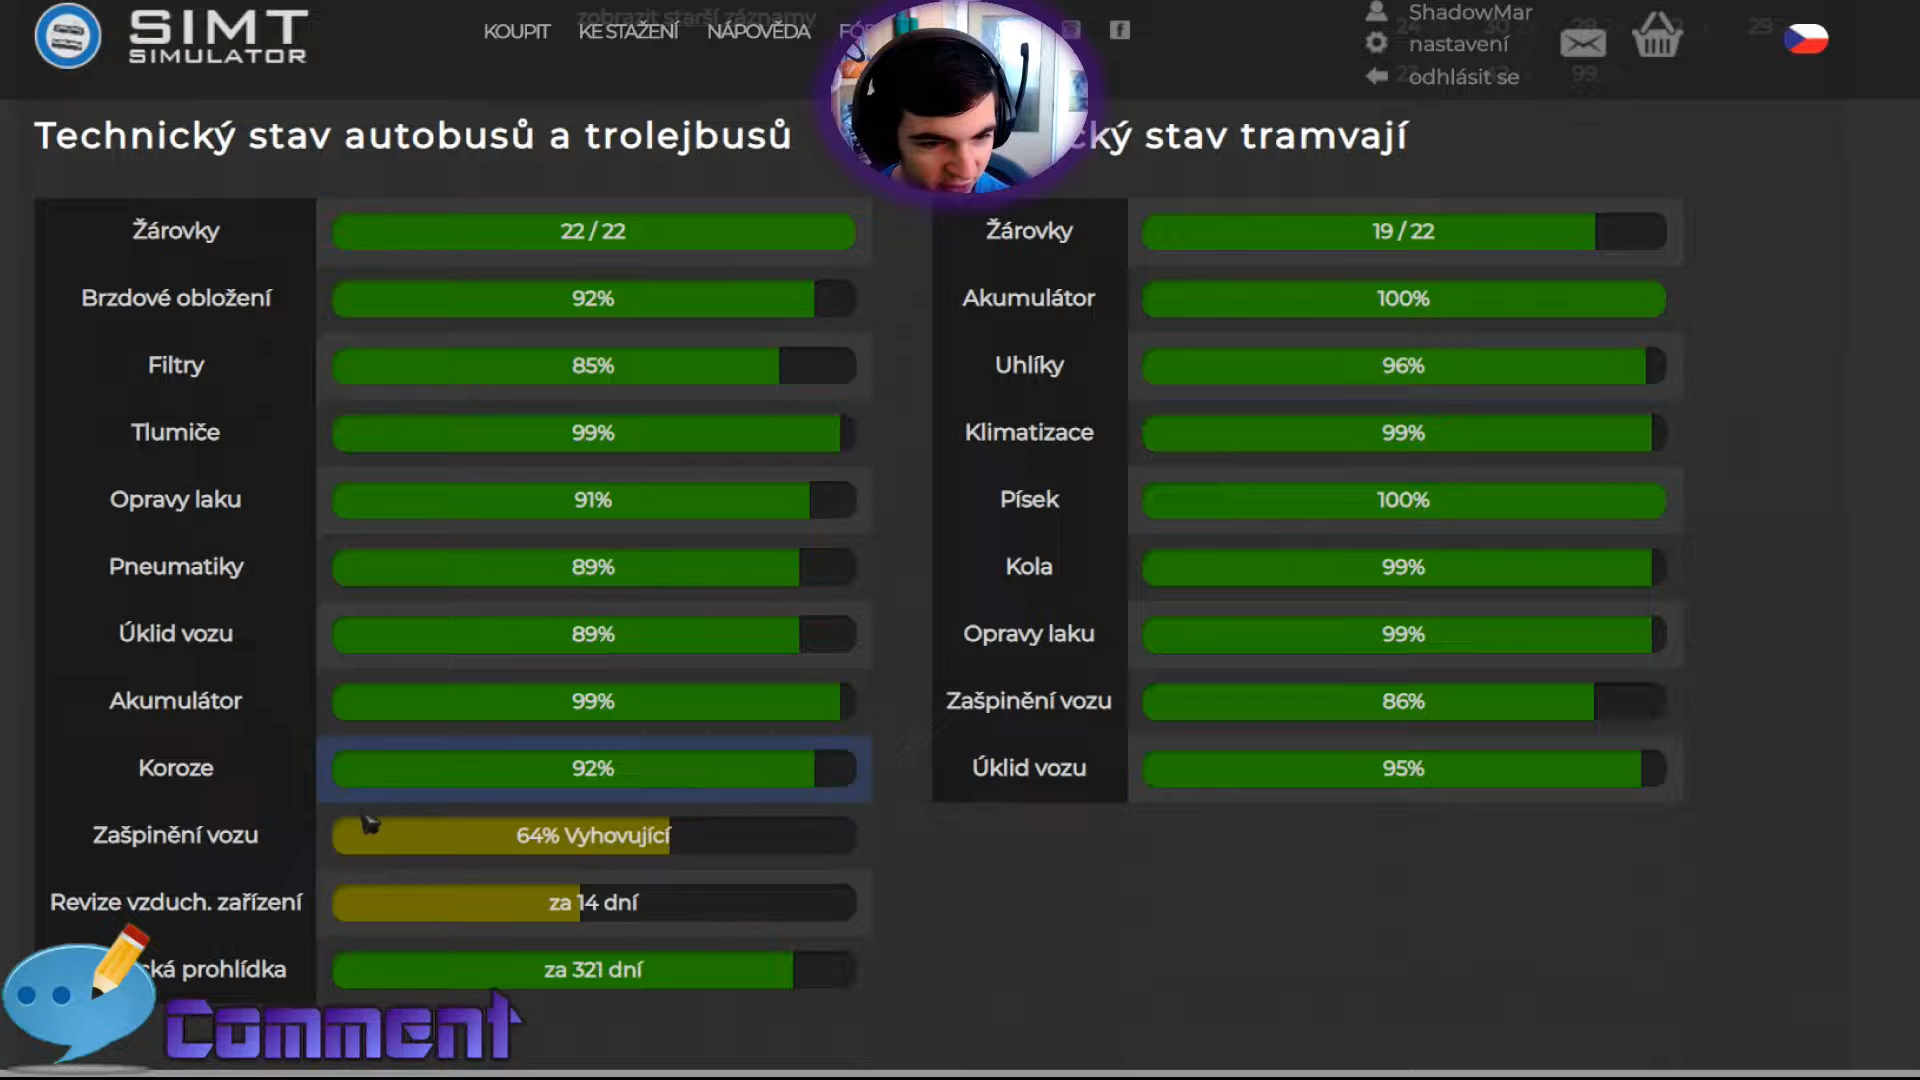 SIMT
SIMULATOR
zobrazit starší záznamy
KOUPIT KE STAŽENÍ NÁPOVĚDA
ShadowMar
nastavení
odhlásit se
Technický stav autobusů a trolejbusů
Žárovky 22 / 22
Brzdové obložení 92%
Filtry 85%
Tlumiče 99%
Opravy laku 91%
Pneumatiky 89%
Úklid vozu 89%
Akumulátor 99%
Koroze 92%
Zašpinění vozu 64% Vyhovující
Revize vzduch. zařízení za 14 dní
ká prohlídka za 321 dní
ký stav tramvají
Žárovky 19 / 22
Akumulátor 100%
Uhlíky 96%
Klimatizace 99%
Písek 100%
Kola 99%
Opravy laku 99%
Zašpinění vozu 86%
Úklid vozu 95%
Comment